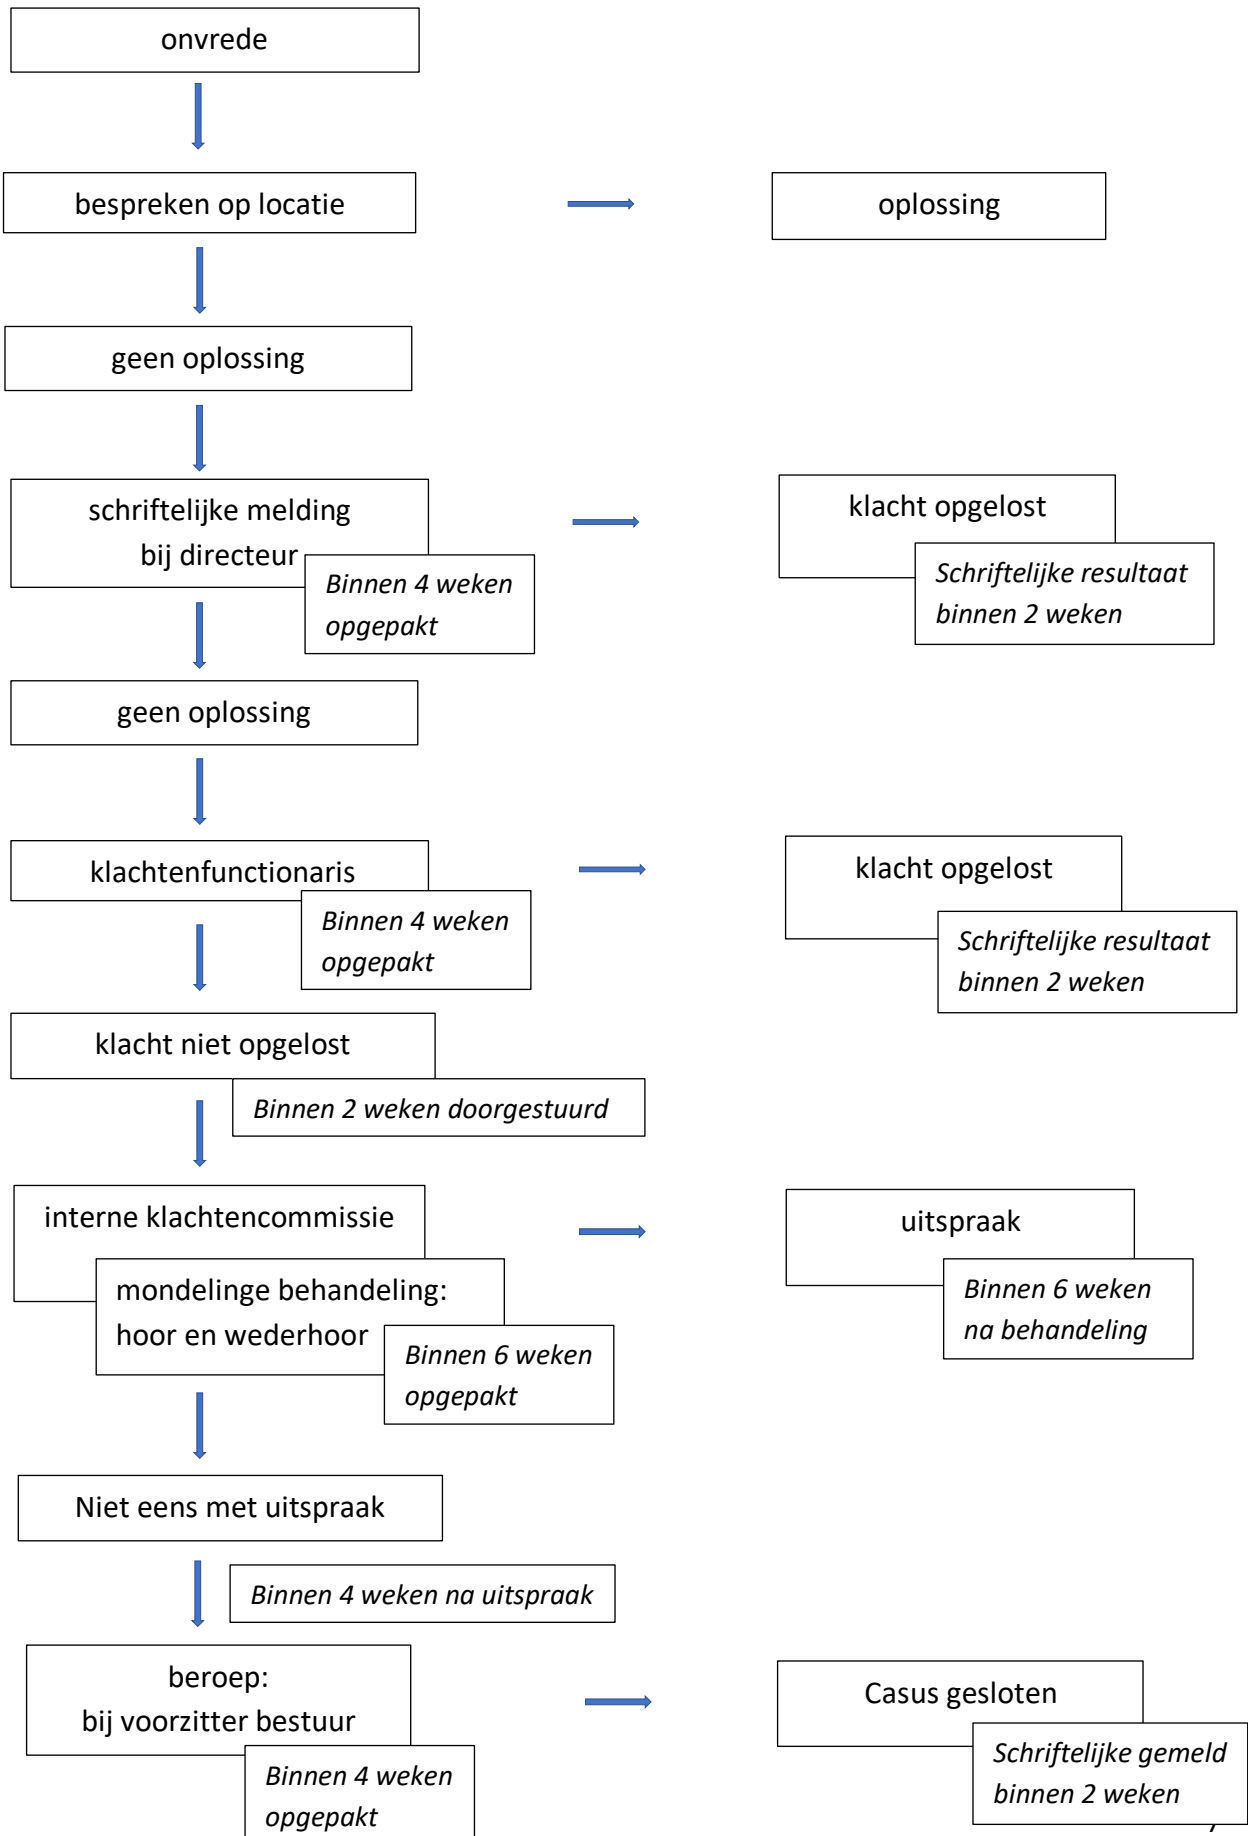 onvrede
bespreken op locatie
oplossing
geen oplossing
schriftelijke melding
bij directeur
Binnen 4 weken
opgepakt
klacht opgelost
Schriftelijke resultaat
binnen 2 weken
geen oplossing
klachtenfunctionaris
Binnen 4 weken
opgepakt
klacht opgelost
Schriftelijke resultaat
binnen 2 weken
klacht niet opgelost
Binnen 2 weken doorgestuurd
interne klachtencommissie
mondelinge behandeling:
hoor en wederhoor
Binnen 6 weken
opgepakt
uitspraak
Binnen 6 weken
na behandeling
Niet eens met uitspraak
Binnen 4 weken na uitspraak
beroep:
bij voorzitter bestuur
Binnen 4 weken
opgepakt
Casus gesloten
Schriftelijke gemeld
binnen 2 weken